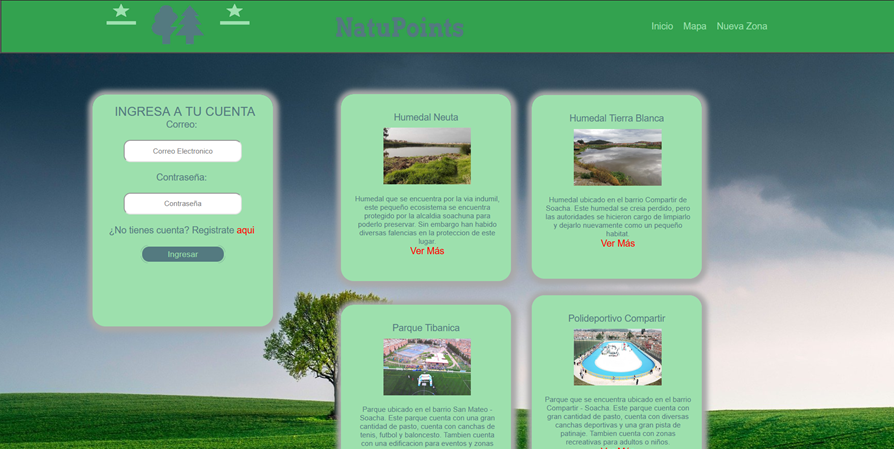 NatuPoints
Inicio Mapa Nueva Zona
INGRESA A TU CUENTA
Correo:
Correo Electronico
Contraseña:
Contraseña
¿No tienes cuenta? Registrate aqui
Ingresar
Humedal Neuta
Humedal que se encuentra por la via indumil,
este pequeño ecosistema se encuentra
protegido por la alcaldia soachuna para
poderlo preservar. Sin embargo han habido
diversas falencias en la proteccion de este
lugar.
Ver Más
Humedal Tierra Blanca
Humedal ubicado en el barrio Compartir de
Soacha. Este humedal se creia perdido, pero
las autoridades se hicieron cargo de limparlo
y dejarlo nuevamente como un pequeño
habitat.
Ver Más
Parque Tibanica
Parque ubicado en el barrio San Mateo -
Soacha. Este parque cuenta con una gran
cantidad de pasto, cuenta con canchas de
tenis, futbol y baloncesto. Tambien cuenta
con una edificacion para eventos y zonas
Polideportivo Compartir
Parque que se encuentra ubicado en el barrio
Compartir - Soacha. Este parque cuenta con
gran cantidad de pasto, cuenta con diversas
canchas deportivas y una gran pista de
patinaje. Tambien cuenta con zonas
recreativas para adultos o niños.